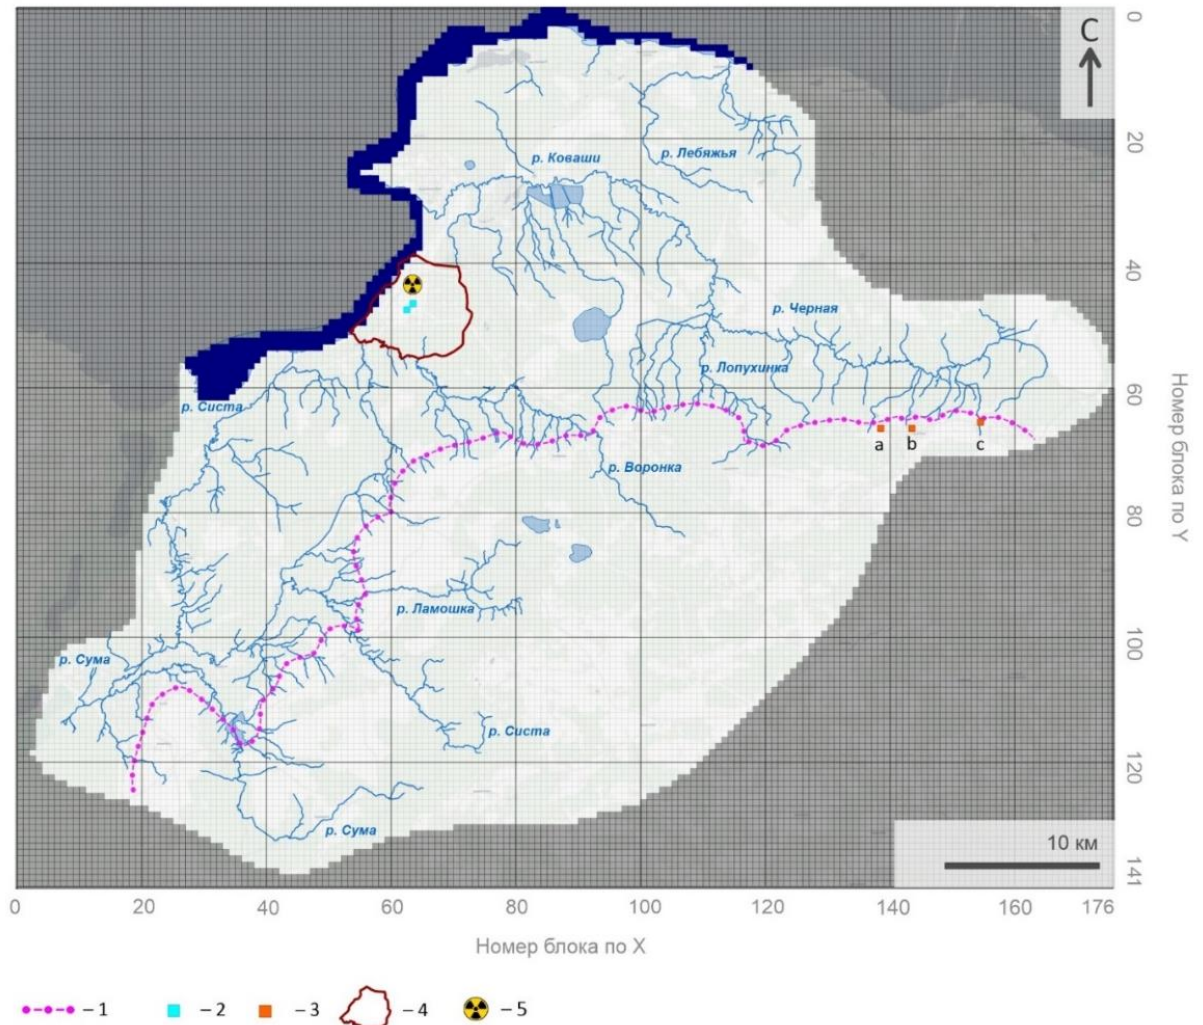 С
0
20
40
60
80
100
120
141
Номер блока по Y
р. Коваши
р. Лебяжья
р. Черная
р. Лопухинка
р. Систа
a
b
c
р. Воронка
р. Ламошка
р. Сума
р. Систа
р. Сума
10 км
0
20
40
60
80
100
120
140
160
176
Номер блока по X
– 1
– 2
– 3
– 4
– 5